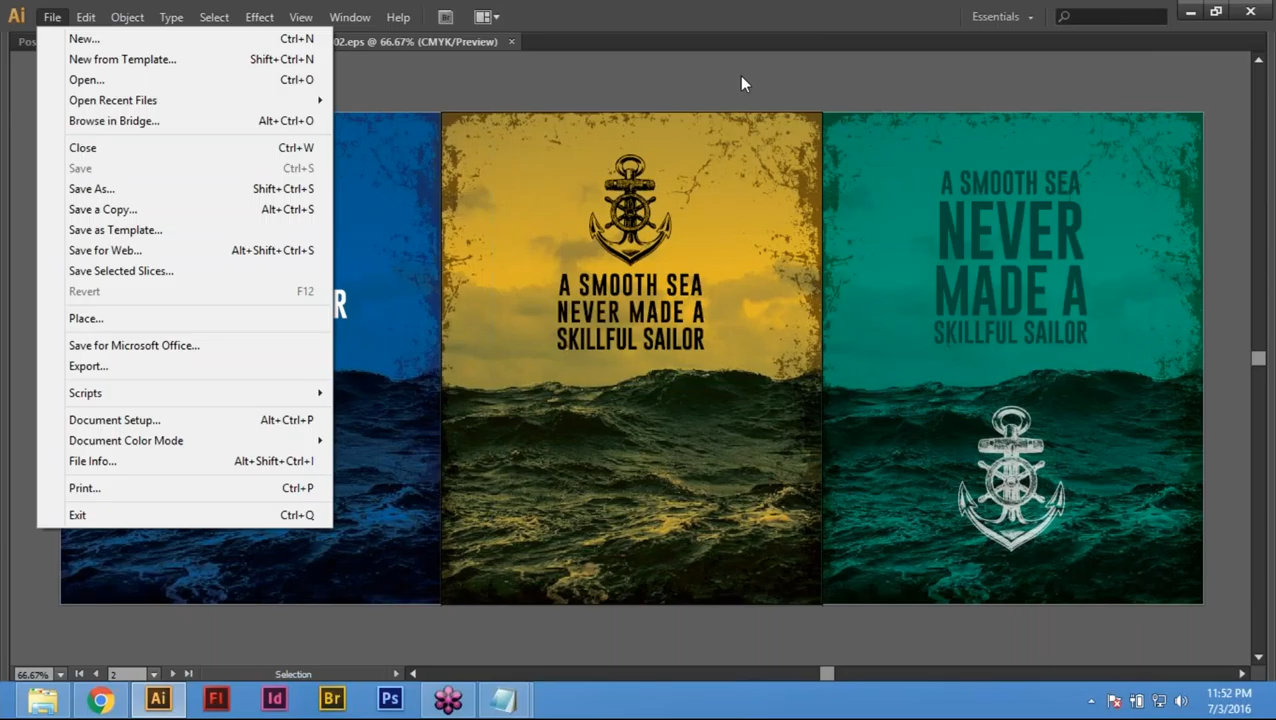 Ai File Edit Object Type Select Effect View Window Help Br Essentials
02.eps @ 66.67% (CMYK/Preview) ×
New... Ctrl+N
New from Template... Shift+Ctrl+N
Open... Ctrl+O
Open Recent Files
Browse in Bridge... Alt+Ctrl+O
Close Ctrl+W
Save Ctrl+S
Save As... Shift+Ctrl+S
Save a Copy... Alt+Ctrl+S
Save as Template...
Save for Web... Alt+Shift+Ctrl+S
Save Selected Slices...
Revert F12
Place...
Save for Microsoft Office...
Export...
Scripts
Document Setup... Alt+Ctrl+P
Document Color Mode
File Info... Alt+Shift+Ctrl+I
Print... Ctrl+P
Exit Ctrl+Q
R
A SMOOTH SEA
NEVER MADE A
SKILLFUL SAILOR
A SMOOTH SEA
NEVER
MADE A
SKILLFUL SAILOR
66.67% 2 Selection
Ai Fl Id Br Ps
11:52 PM
7/3/2016